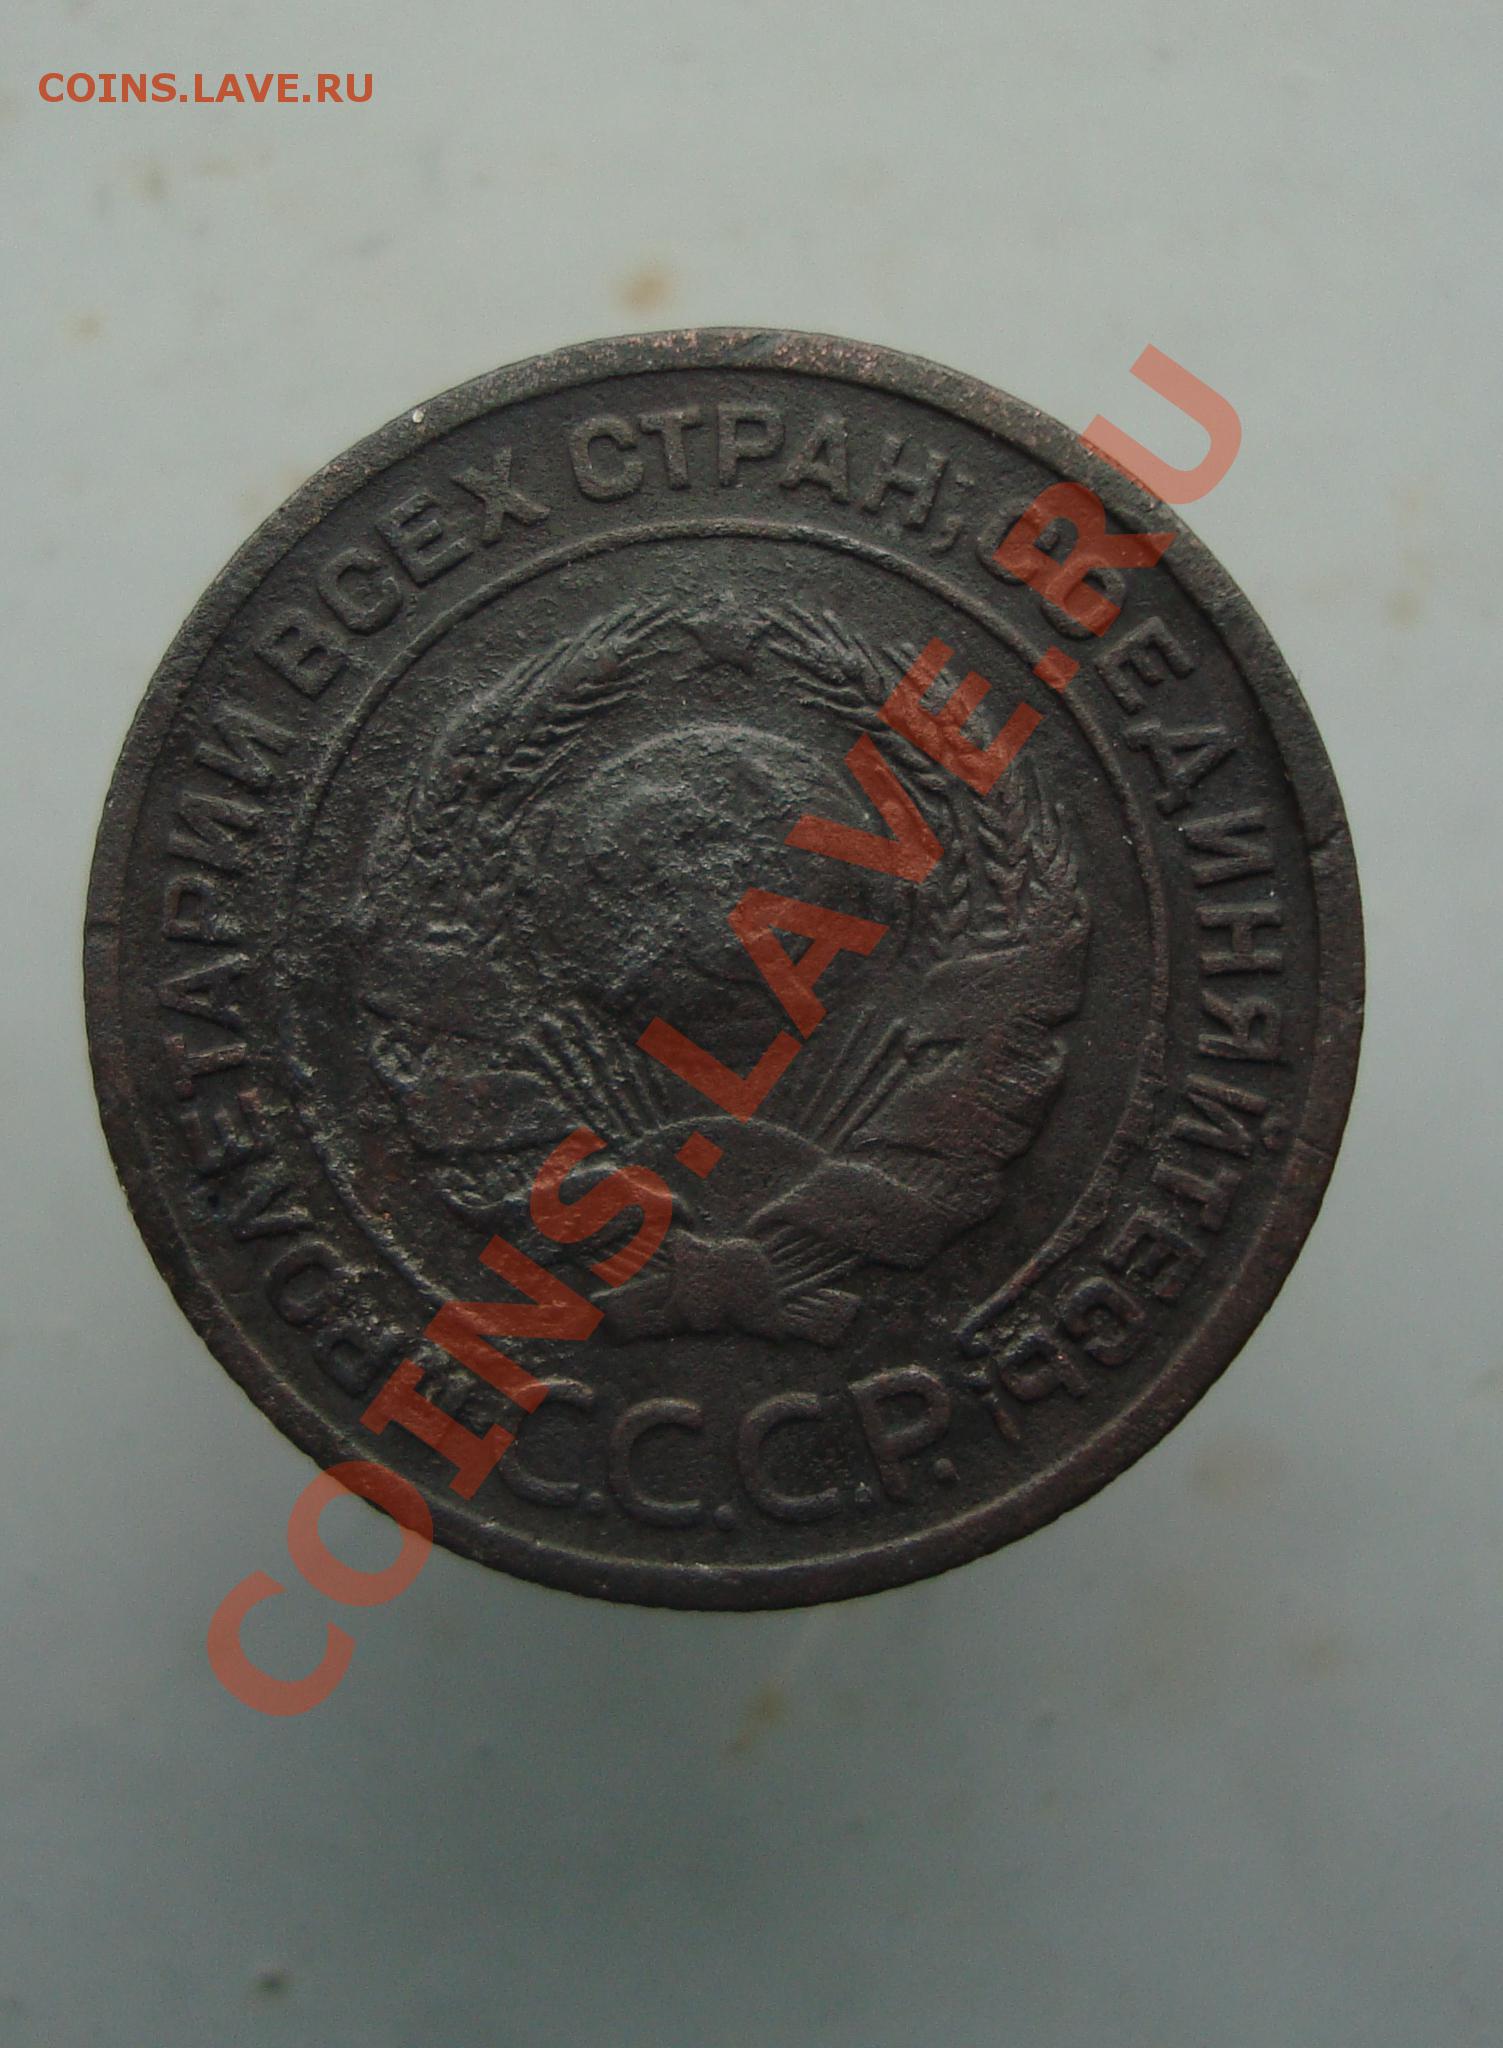 COINS.LAVE.RU
ПРОЛЕТАРИИ ВСЕХ СТРАН, СОЕДИНЯЙТЕСЬ!
С.С.С.Р.
COINS.LAVE.RU